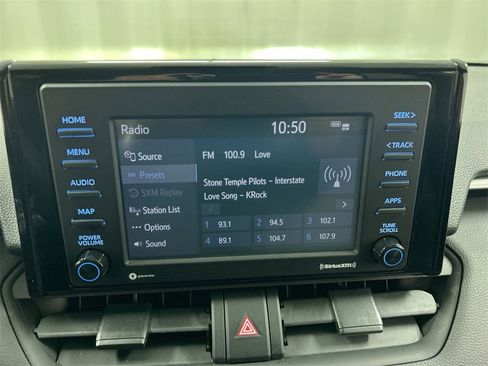 Radio 10:50
HOME
MENU
AUDIO
MAP
POWER
VOLUME
Source
Presets
SXM Replay
Station List
Options
Sound
FM 100.9 Love
Stone Temple Pilots – Interstate
Love Song – KRock
1 93.1 2 94.5 3 102.1
4 89.1 5 104.7 6 107.9
SEEK>
<TRACK
PHONE
APPS
TUNE
SCROLL
((SiriusXM))